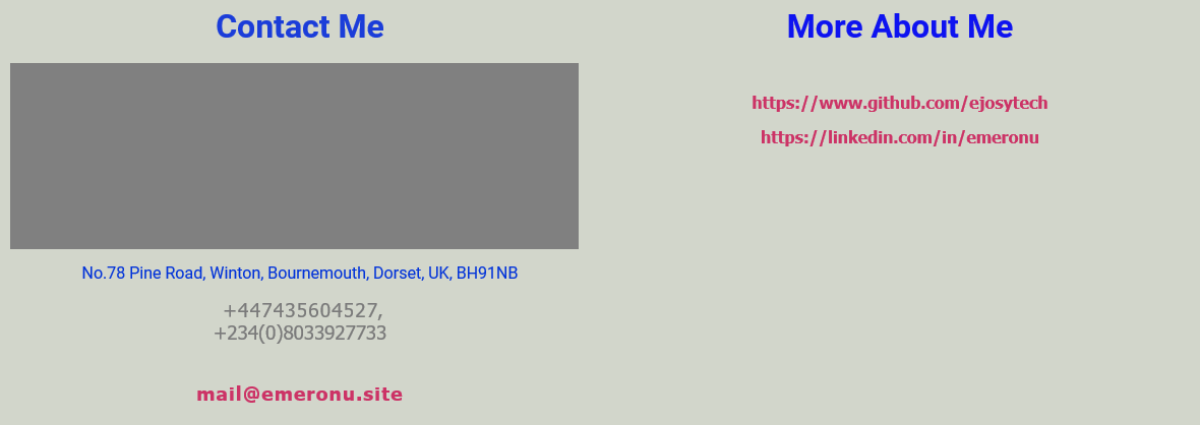 Contact Me
No.78 Pine Road, Winton, Bournemouth, Dorset, UK, BH91NB
+447435604527,
+234(0)8033927733
mail@emeronu.site
More About Me
https://www.github.com/ejosytech
https://linkedin.com/in/emeronu